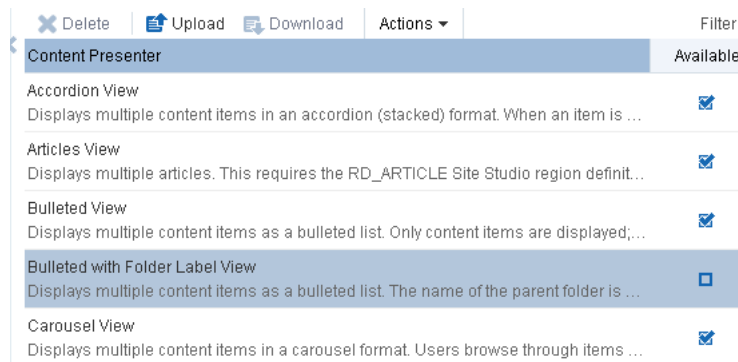 Delete Upload Download Actions Filter
Content Presenter Available
Accordion View
Displays multiple content items in an accordion (stacked) format. When an item is ...
Articles View
Displays multiple articles. This requires the RD_ARTICLE Site Studio region definit...
Bulleted View
Displays multiple content items as a bulleted list. Only content items are displayed;...
Bulleted with Folder Label View
Displays multiple content items as a bulleted list. The name of the parent folder is ...
Carousel View
Displays multiple content items in a carousel format. Users browse through items ...